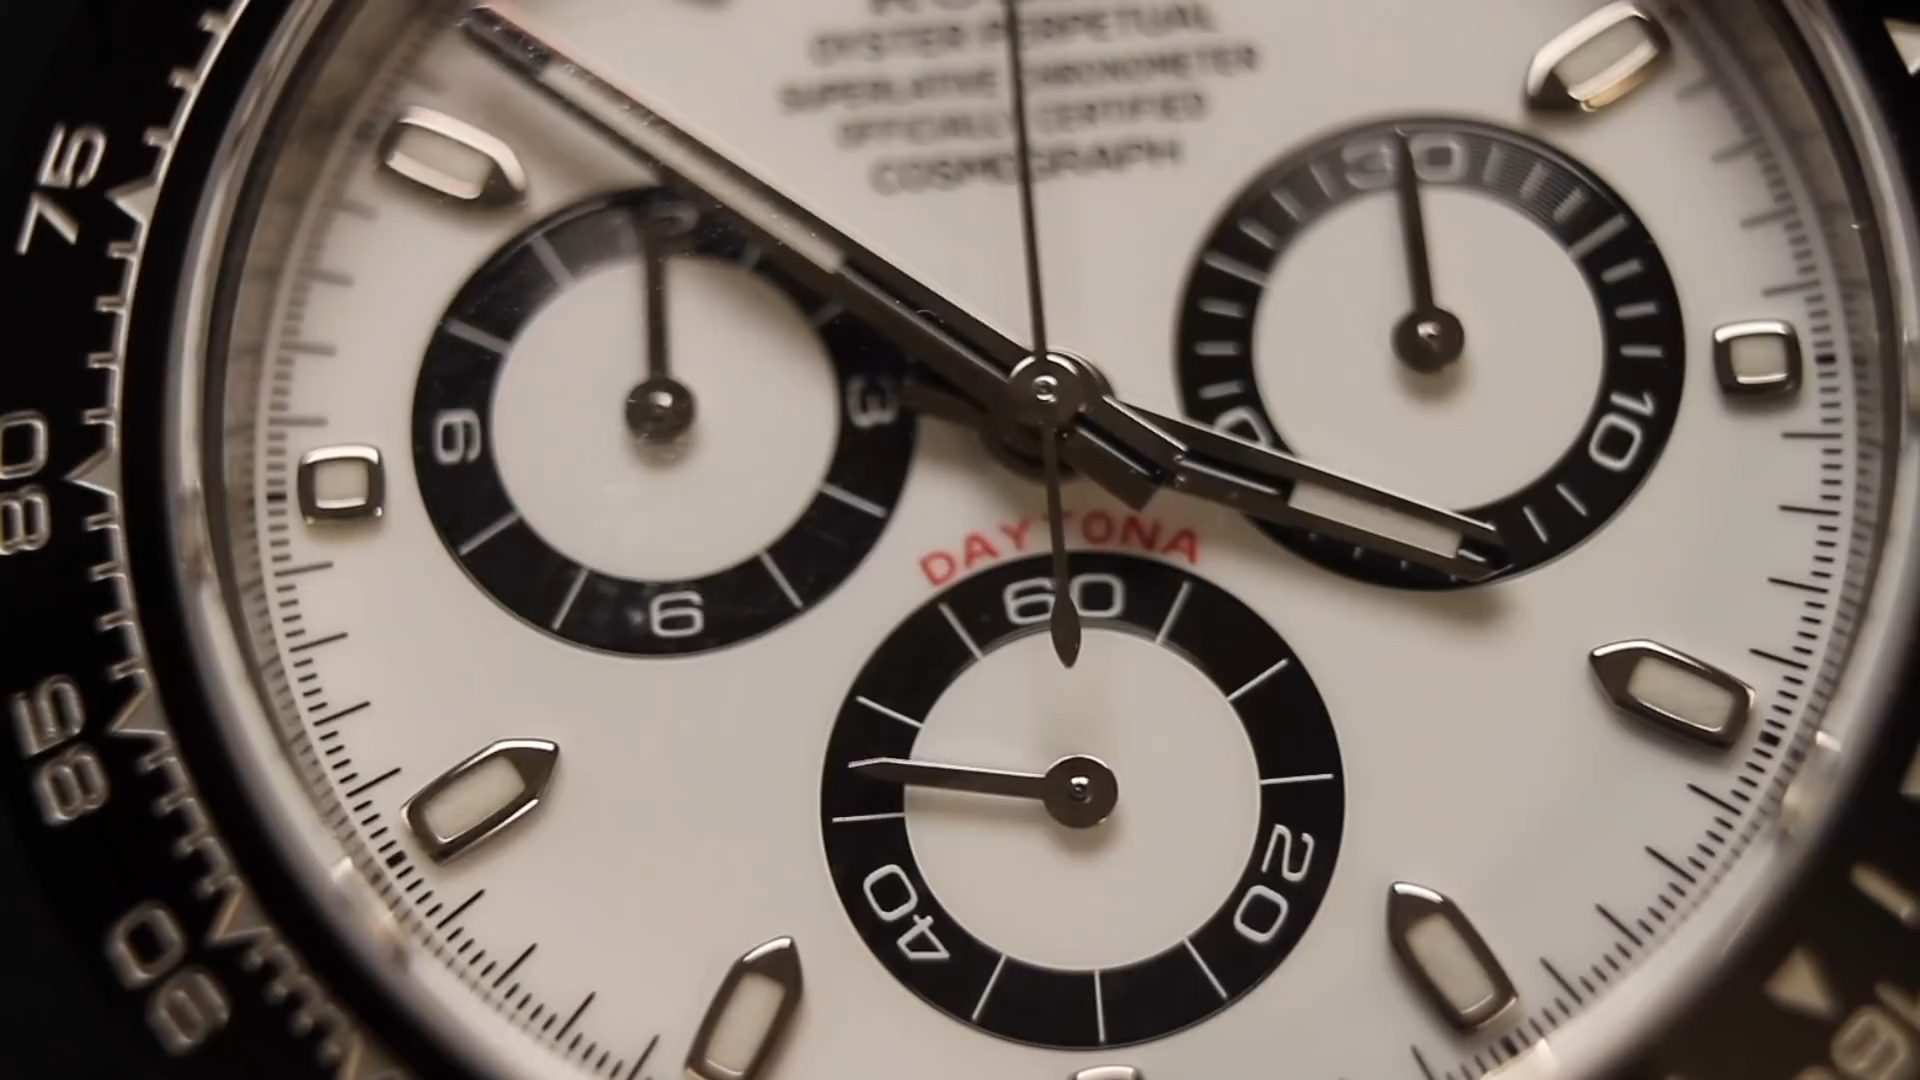 OYSTER PERPETUAL
SUPERLATIVE CHRONOMETER
OFFICIALLY CERTIFIED
COSMOGRAPH
DAYTONA
30
10
3
6
9
60
20
40
75
80
85
90